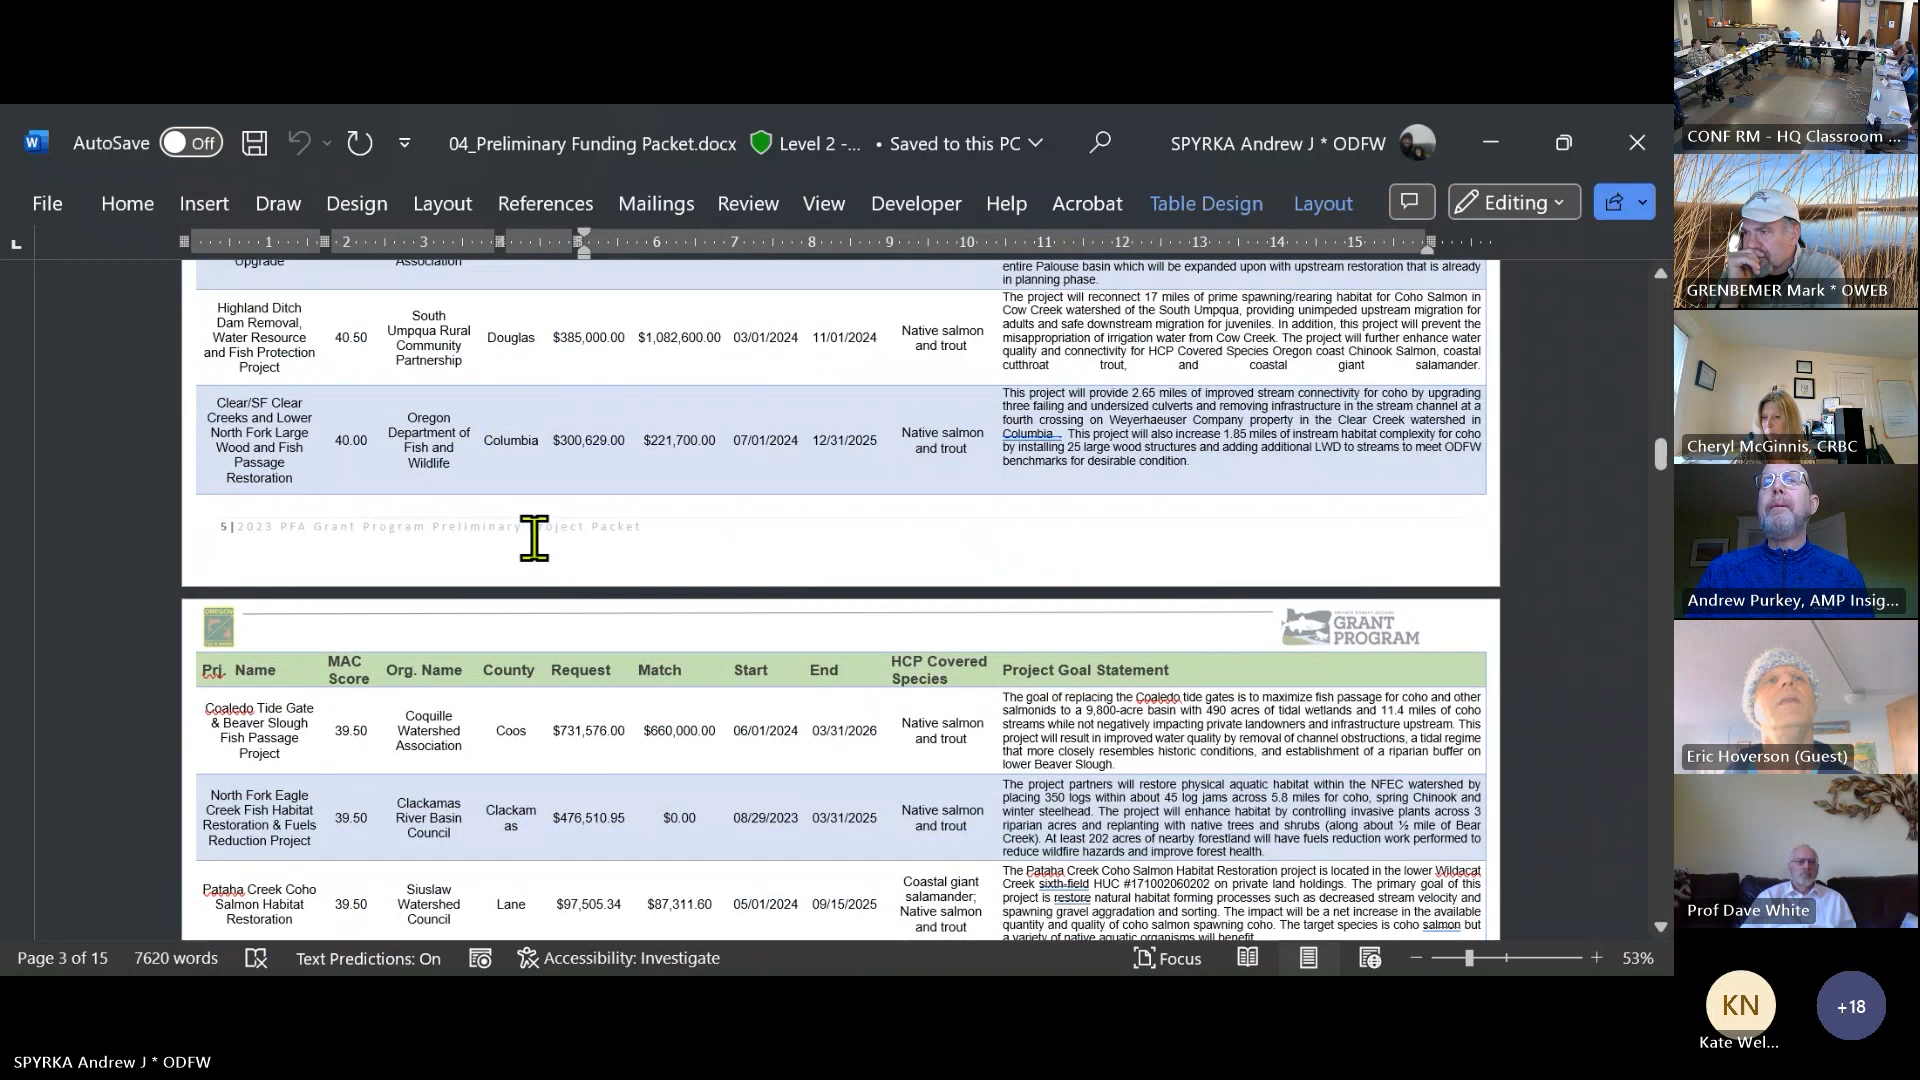 AutoSave Off 04_Preliminary Funding Packet.docx Level 2 -... • Saved to this PC SPYRKA Andrew J * ODFW
File Home Insert Draw Design Layout References Mailings Review View Developer Help Acrobat Table Design Layout Editing
1 2 3 6 7 8 9 10 11 12 13 14 15
Upgrade
Association
entire Palouse basin which will be expanded upon with upstream restoration that is already
in planning phase.
Highland Ditch
Dam Removal,
Water Resource
and Fish Protection
Project
40.50
South
Umpqua Rural
Community
Partnership
Douglas
$385,000.00
$1,082,600.00
03/01/2024
11/01/2024
Native salmon
and trout
The project will reconnect 17 miles of prime spawning/rearing habitat for Coho Salmon in
Cow Creek watershed of the South Umpqua, providing unimpeded upstream migration for
adults and safe downstream migration for juveniles. In addition, this project will prevent the
misappropriation of irrigation water from Cow Creek. The project will further enhance water
quality and connectivity for HCP Covered Species Oregon coast Chinook Salmon, coastal
cutthroat trout, and coastal giant salamander.
Clear/SF Clear
Creeks and Lower
North Fork Large
Wood and Fish
Passage
Restoration
40.00
Oregon
Department of
Fish and
Wildlife
Columbia
$300,629.00
$221,700.00
07/01/2024
12/31/2025
Native salmon
and trout
This project will provide 2.65 miles of improved stream connectivity for coho by upgrading
three failing and undersized culverts and removing infrastructure in the stream channel at a
fourth crossing on Weyerhaeuser Company property in the Clear Creek watershed in
Columbia . This project will also increase 1.85 miles of instream habitat complexity for coho
by installing 25 large wood structures and adding additional LWD to streams to meet ODFW
benchmarks for desirable condition.
5|2023 PFA Grant Program Preliminary Project Packet
OREGON
GRANT
PROGRAM
Prj. Name
MAC
Score
Org. Name
County
Request
Match
Start
End
HCP Covered
Species
Project Goal Statement
Coaledo Tide Gate
& Beaver Slough
Fish Passage
Project
39.50
Coquille
Watershed
Association
Coos
$731,576.00
$660,000.00
06/01/2024
03/31/2026
Native salmon
and trout
The goal of replacing the Coaledo tide gates is to maximize fish passage for coho and other
salmonids to a 9,800-acre basin with 490 acres of tidal wetlands and 11.4 miles of coho
streams while not negatively impacting private landowners and infrastructure upstream. This
project will result in improved water quality by removal of channel obstructions, a tidal regime
that more closely resembles historic conditions, and establishment of a riparian buffer on
lower Beaver Slough.
North Fork Eagle
Creek Fish Habitat
Restoration & Fuels
Reduction Project
39.50
Clackamas
River Basin
Council
Clackam
as
$476,510.95
$0.00
08/29/2023
03/31/2025
Native salmon
and trout
The project partners will restore physical aquatic habitat within the NFEC watershed by
placing 350 logs within about 45 log jams across 5.8 miles for coho, spring Chinook and
winter steelhead. The project will enhance habitat by controlling invasive plants across 3
riparian acres and replanting with native trees and shrubs (along about ½ mile of Bear
Creek). At least 202 acres of nearby forestland will have fuels reduction work performed to
reduce wildfire hazards and improve forest health.
Pataha Creek Coho
Salmon Habitat
Restoration
39.50
Siuslaw
Watershed
Council
Lane
$97,505.34
$87,311.60
05/01/2024
09/15/2025
Coastal giant
salamander;
Native salmon
and trout
The Pataha Creek Coho Salmon Habitat Restoration project is located in the lower Wildacat
Creek sixth-field HUC #171002060202 on private land holdings. The primary goal of this
project is restore natural habitat forming processes such as decreased stream velocity and
spawning gravel aggradation and sorting. The impact will be a net increase in the available
quantity and quality of coho salmon spawning coho. The target species is coho salmon but
a variety of native aquatic organisms will benefit.
Page 3 of 15 7620 words Text Predictions: On Accessibility: Investigate Focus 53%
SPYRKA Andrew J * ODFW
CONF RM - HQ Classroom ...
GRENBEMER Mark * OWEB
Cheryl McGinnis, CRBC
Andrew Purkey, AMP Insig...
Eric Hoverson (Guest)
Prof Dave White
KN
Kate Wel...
+18